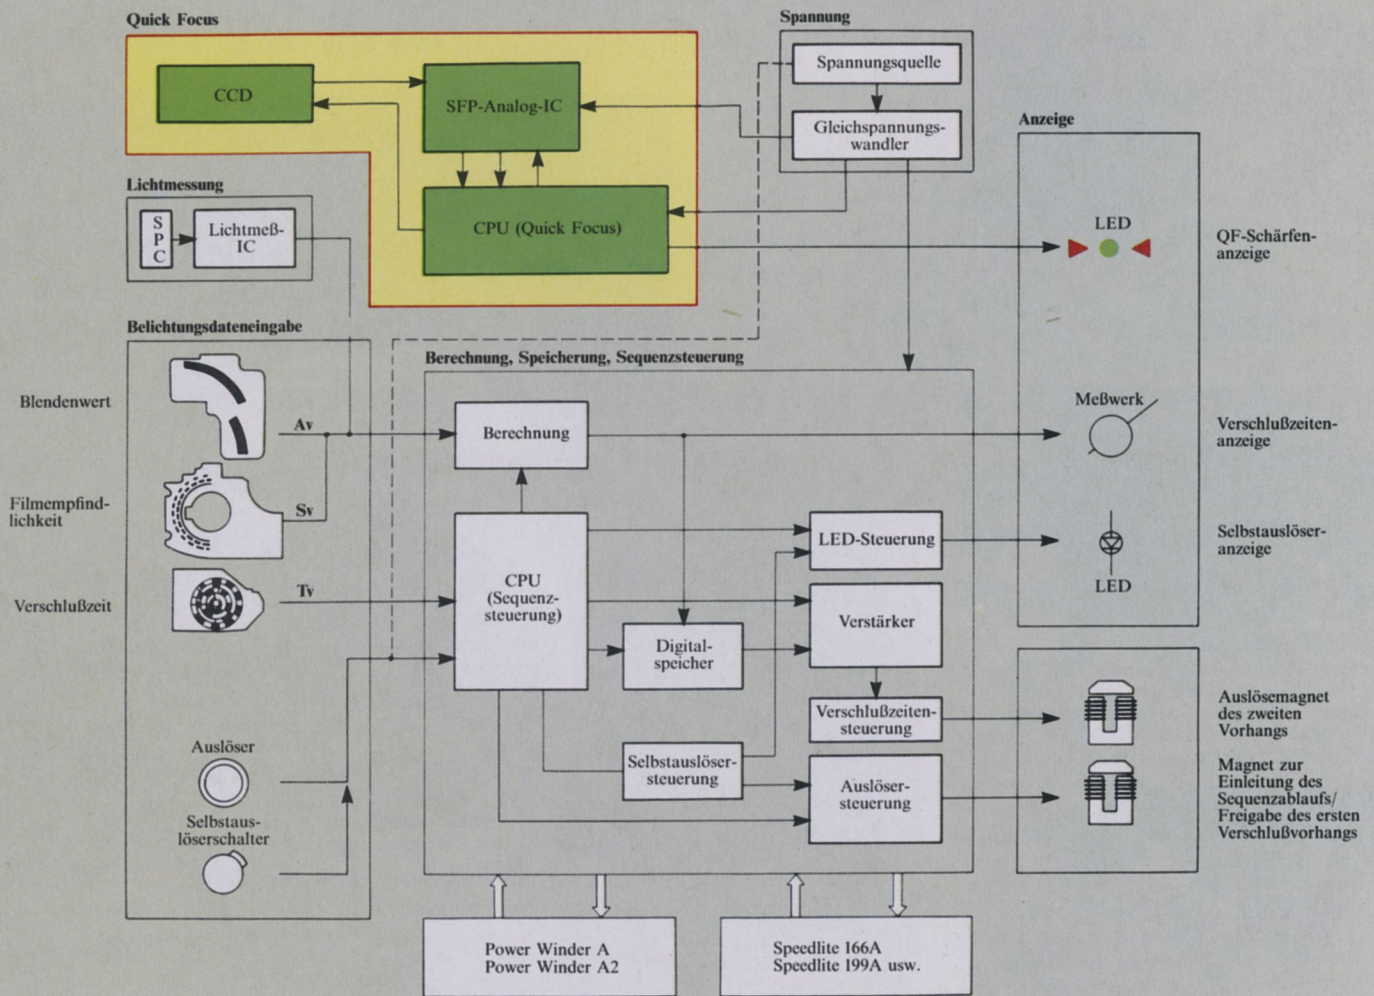 Quick Focus
CCD
SFP-Analog-IC
CPU (Quick Focus)
Spannung
Spannungsquelle
Gleichspannungs-
wandler
Anzeige
LED
QF-Schärfen-
anzeige
Meßwerk
Verschlußzeiten-
anzeige
Selbstauslöser-
anzeige
LED
Lichtmessung
S
P
C
Lichtmeß-
IC
Belichtungsdateneingabe
Blendenwert
Av
Filmempfind-
lichkeit
Sv
Verschlußzeit
Tv
Auslöser
Selbstaus-
löserschalter
Berechnung, Speicherung, Sequenzsteuerung
Berechnung
CPU
(Sequenz-
steuerung)
LED-Steuerung
Verstärker
Digital-
speicher
Verschlußzeiten-
steuerung
Selbstauslöser-
steuerung
Auslöser-
steuerung
Auslösemagnet
des zweiten
Vorhangs
Magnet zur
Einleitung des
Sequenzablaufs/
Freigabe des ersten
Verschlußvorhangs
Power Winder A
Power Winder A2
Speedlite 166A
Speedlite 199A usw.